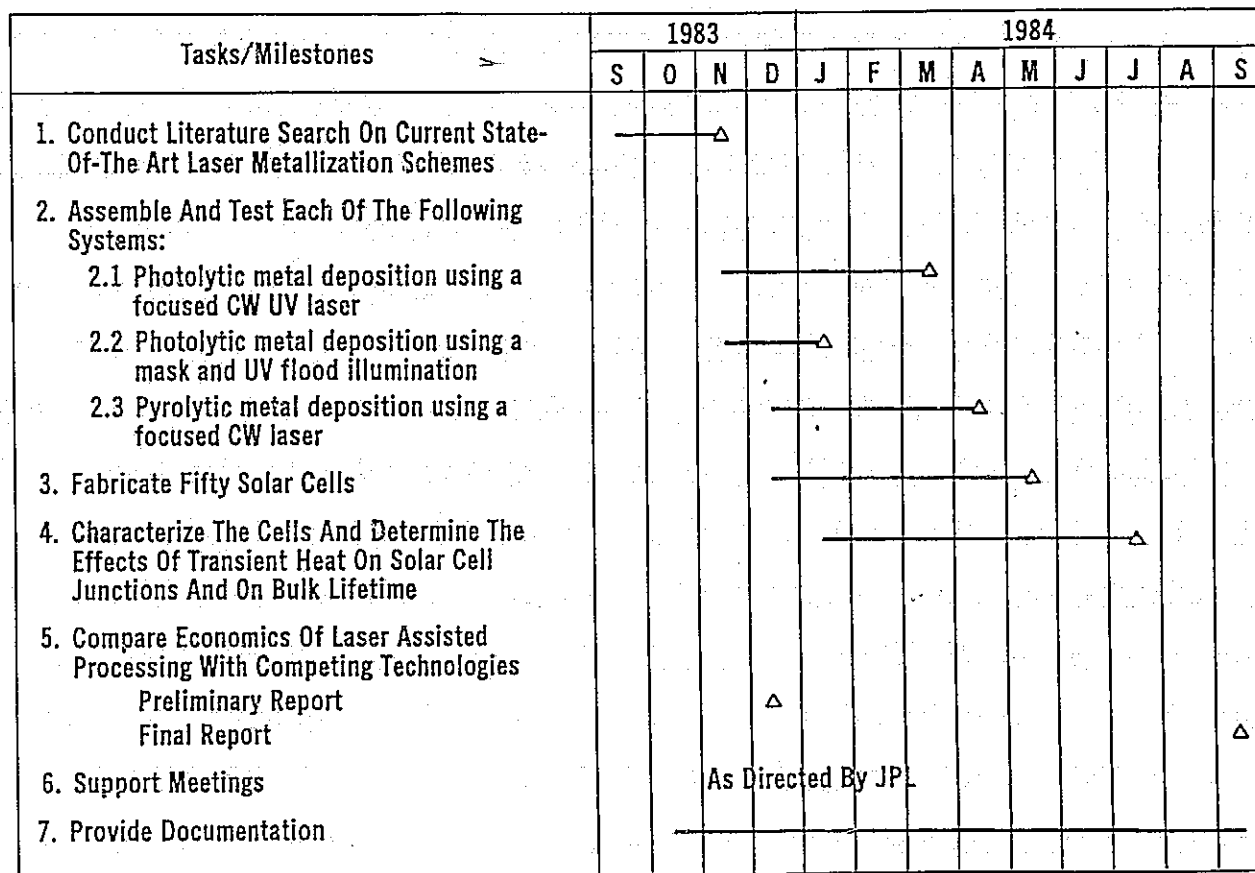 Tasks/Milestones
1983
1984
S O N D J F M A M J J A S
1. Conduct Literature Search On Current State-
Of-The Art Laser Metallization Schemes
2. Assemble And Test Each Of The Following
Systems:
2.1 Photolytic metal deposition using a
focused CW UV laser
2.2 Photolytic metal deposition using a
mask and UV flood illumination
2.3 Pyrolytic metal deposition using a
focused CW laser
3. Fabricate Fifty Solar Cells
4. Characterize The Cells And Determine The
Effects Of Transient Heat On Solar Cell
Junctions And On Bulk Lifetime
5. Compare Economics Of Laser Assisted
Processing With Competing Technologies
Preliminary Report
Final Report
6. Support Meetings
As Directed By JPL
7. Provide Documentation